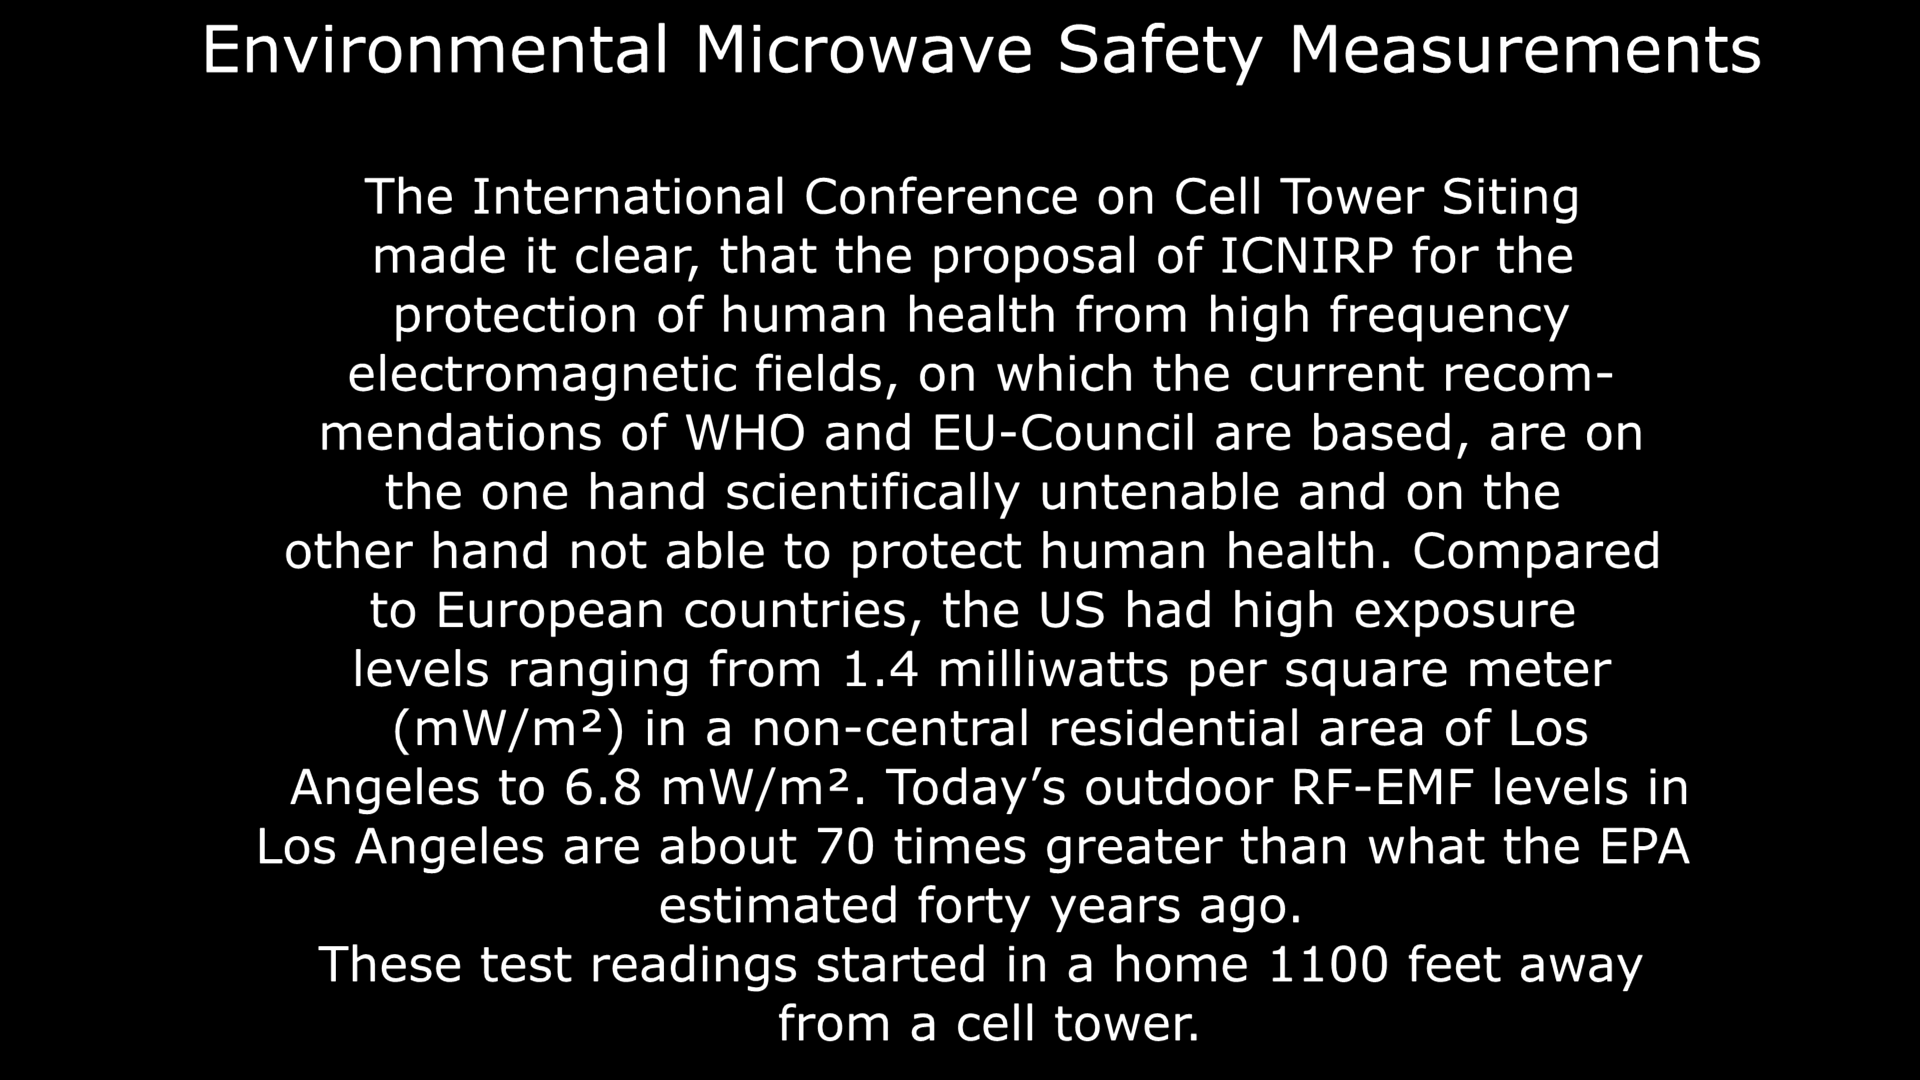 Environmental Microwave Safety Measurements
The International Conference on Cell Tower Siting
made it clear, that the proposal of ICNIRP for the
protection of human health from high frequency
electromagnetic fields, on which the current recom-
mendations of WHO and EU-Council are based, are on
the one hand scientifically untenable and on the
other hand not able to protect human health. Compared
to European countries, the US had high exposure
levels ranging from 1.4 milliwatts per square meter
(mW/m²) in a non-central residential area of Los
Angeles to 6.8 mW/m². Today’s outdoor RF-EMF levels in
Los Angeles are about 70 times greater than what the EPA
estimated forty years ago.
These test readings started in a home 1100 feet away
from a cell tower.